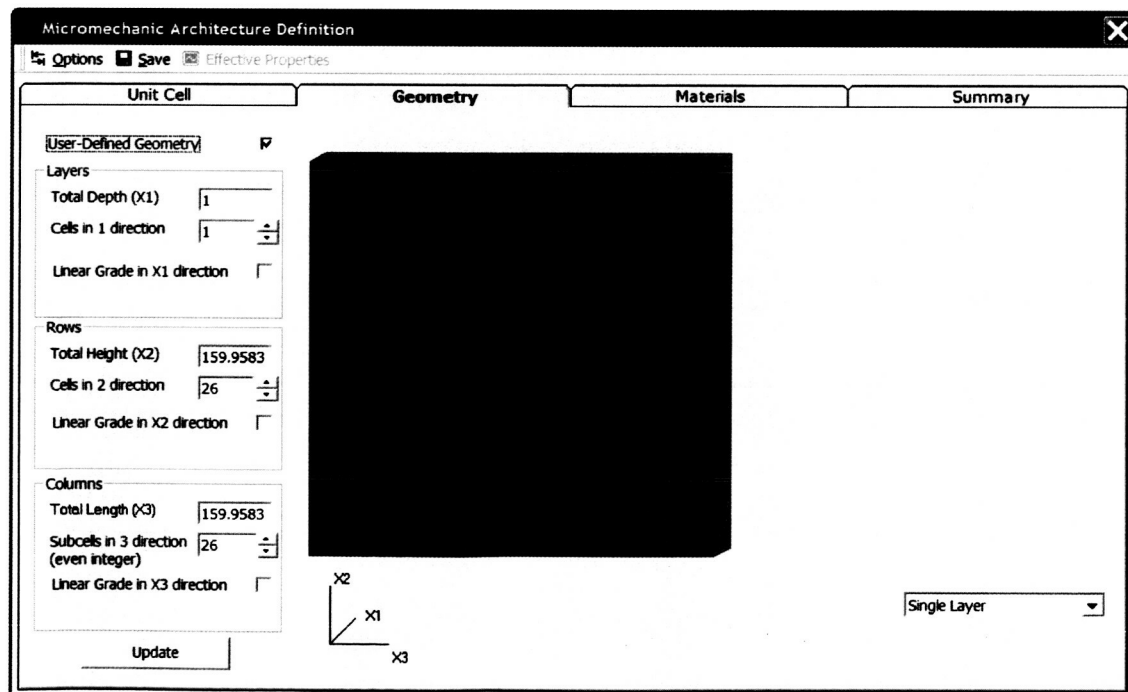 Micromechanic Architecture Definition
Options Save Effective Properties
Unit Cell Geometry Materials Summary
User-Defined Geometry
Layers
Total Depth (X1) 1
Cells in 1 direction 1
Linear Grade in X1 direction
Rows
Total Height (X2) 159.9583
Cells in 2 direction 26
Linear Grade in X2 direction
Columns
Total Length (X3) 159.9583
Subcells in 3 direction 26
(even integer)
Linear Grade in X3 direction
Update
X2
X1
X3
Single Layer